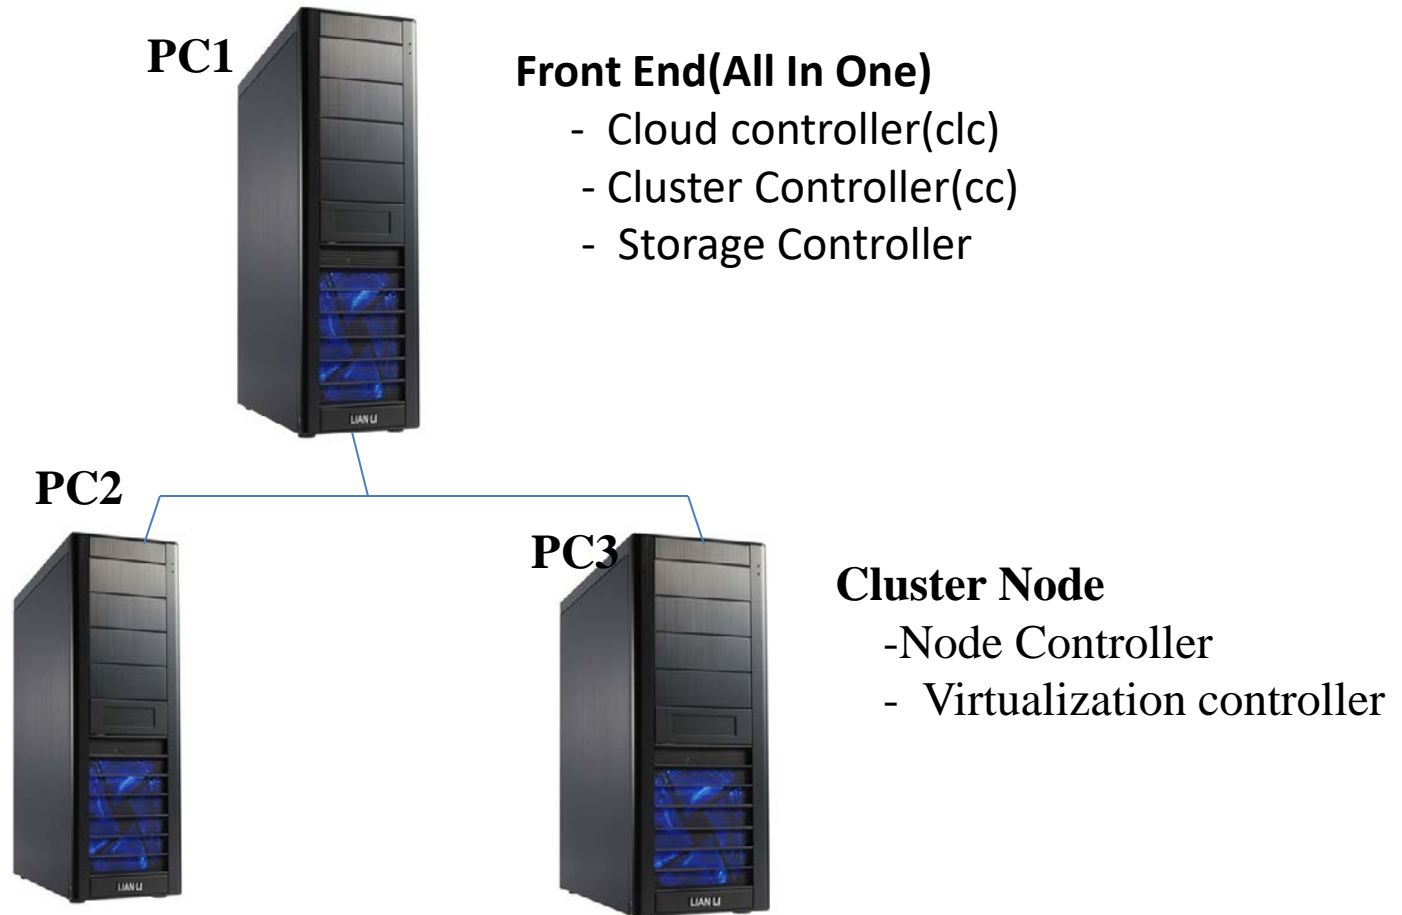 PC1
Front End(All In One)
- Cloud controller(clc)
- Cluster Controller(cc)
- Storage Controller
LIAN LI
PC2
PC3
Cluster Node
-Node Controller
- Virtualization controller
LIAN LI
LIAN LI